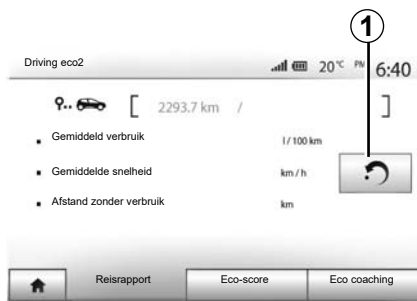 1
Driving eco2 20°C PM 6:40
[ 2293.7 km / ]
Gemiddeld verbruik l/100 km
Gemiddelde snelheid km/h
Afstand zonder verbruik km
Reisrapport Eco-score Eco coaching